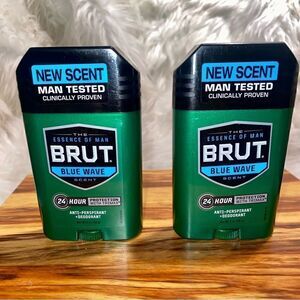 NEW SCENT
MAN TESTED
CLINICALLY PROVEN
THE
ESSENCE OF MAN
BRUT
BLUE WAVE
SCENT
24 HOUR
PROTECTION
ANTI-PERSPIRANT
+DEODORANT
NEW SCENT
MAN TESTED
CLINICALLY PROVEN
THE
ESSENCE OF MAN
BRUT
BLUE WAVE
SCENT
24 HOUR
PROTECTION
ANTI-PERSPIRANT
+DEODORANT